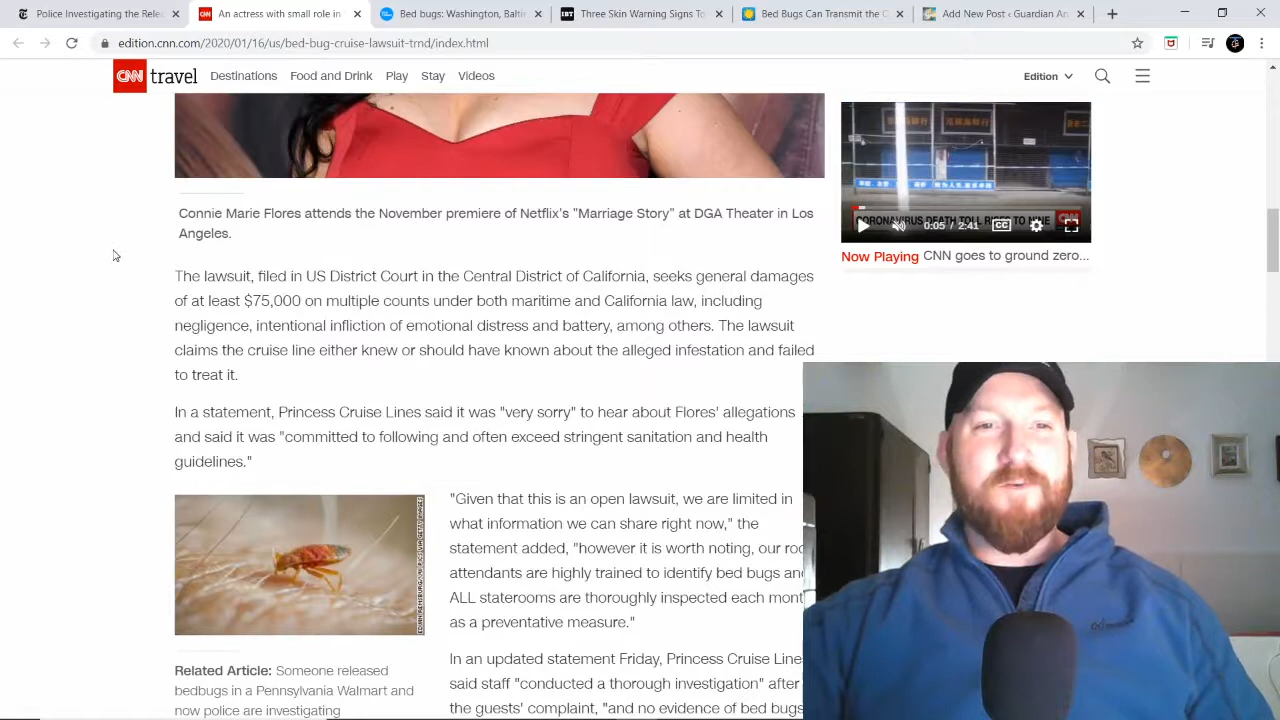 Police Investigating the Rele
An actress with small role in
Bed Bugs: Washington, Balti
Three Skin Warning Signs To
Bed Bugs Can Transmit the C
Add New Post ‹ Guardian An
edition.cnn.com/2020/01/16/us/bed-bug-cruise-lawsuit-trnd/index.html
CNN travel Destinations Food and Drink Play Stay Videos Edition
Connie Marie Flores attends the November premiere of Netflix's "Marriage Story" at DGA Theater in Los
Angeles.
The lawsuit, filed in US District Court in the Central District of California, seeks general damages
of at least $75,000 on multiple counts under both maritime and California law, including
negligence, intentional infliction of emotional distress and battery, among others. The lawsuit
claims the cruise line either knew or should have known about the alleged infestation and failed
to treat it.
In a statement, Princess Cruise Lines said it was "very sorry" to hear about Flores' allegations
and said it was "committed to following and often exceed stringent sanitation and health
guidelines."
"Given that this is an open lawsuit, we are limited in
what information we can share right now," the
statement added, "however it is worth noting, our roo
attendants are highly trained to identify bed bugs and
ALL staterooms are thoroughly inspected each mont
as a preventative measure."
In an updated statement Friday, Princess Cruise Line
said staff "conducted a thorough investigation" after
the guests' complaint, "and no evidence of bed bugs
Related Article: Someone released
bedbugs in a Pennsylvania Walmart and
now police are investigating
CORONAVIRUS DEATH TOLL RISES TO NINE
CNN
0:05 / 2:41
CC
Now Playing CNN goes to ground zero...